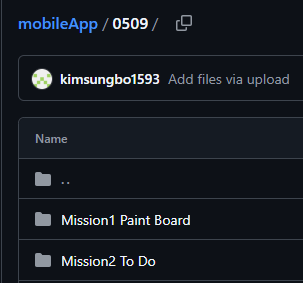 mobileApp / 0509 /
kimsungbo1593 Add files via upload
Name
..
Mission1 Paint Board
Mission2 To Do